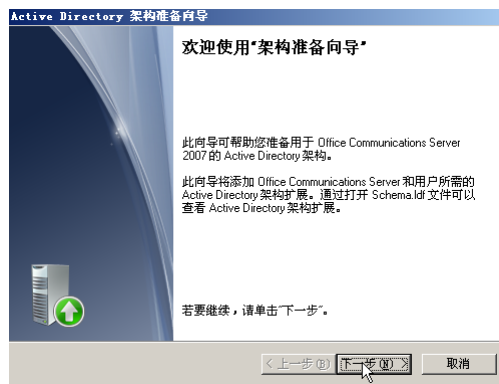 Active Directory 架构准备向导
欢迎使用“架构准备向导”
此向导可帮助您准备用于 Office Communications Server
2007 的 Active Directory 架构。
此向导将添加 Office Communications Server 和用户所需的
Active Directory 架构扩展。通过打开 Schema.ldf 文件可以
查看 Active Directory 架构扩展。
若要继续，请单击“下一步”。
< 上一步(B) 下一步(N) > 取消